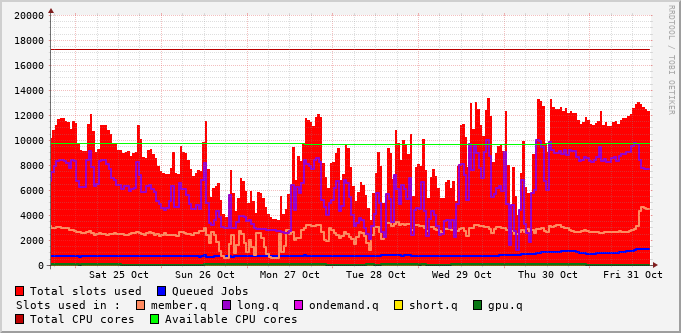 20000
18000
16000
14000
12000
10000
8000
6000
4000
2000
0
Sat 25 Oct Sun 26 Oct Mon 27 Oct Tue 28 Oct Wed 29 Oct Thu 30 Oct Fri 31 Oct
Total slots used Queued Jobs
Slots used in : member.q long.q ondemand.q short.q gpu.q
Total CPU cores Available CPU cores
RRDTOOL / TOBI OETIKER